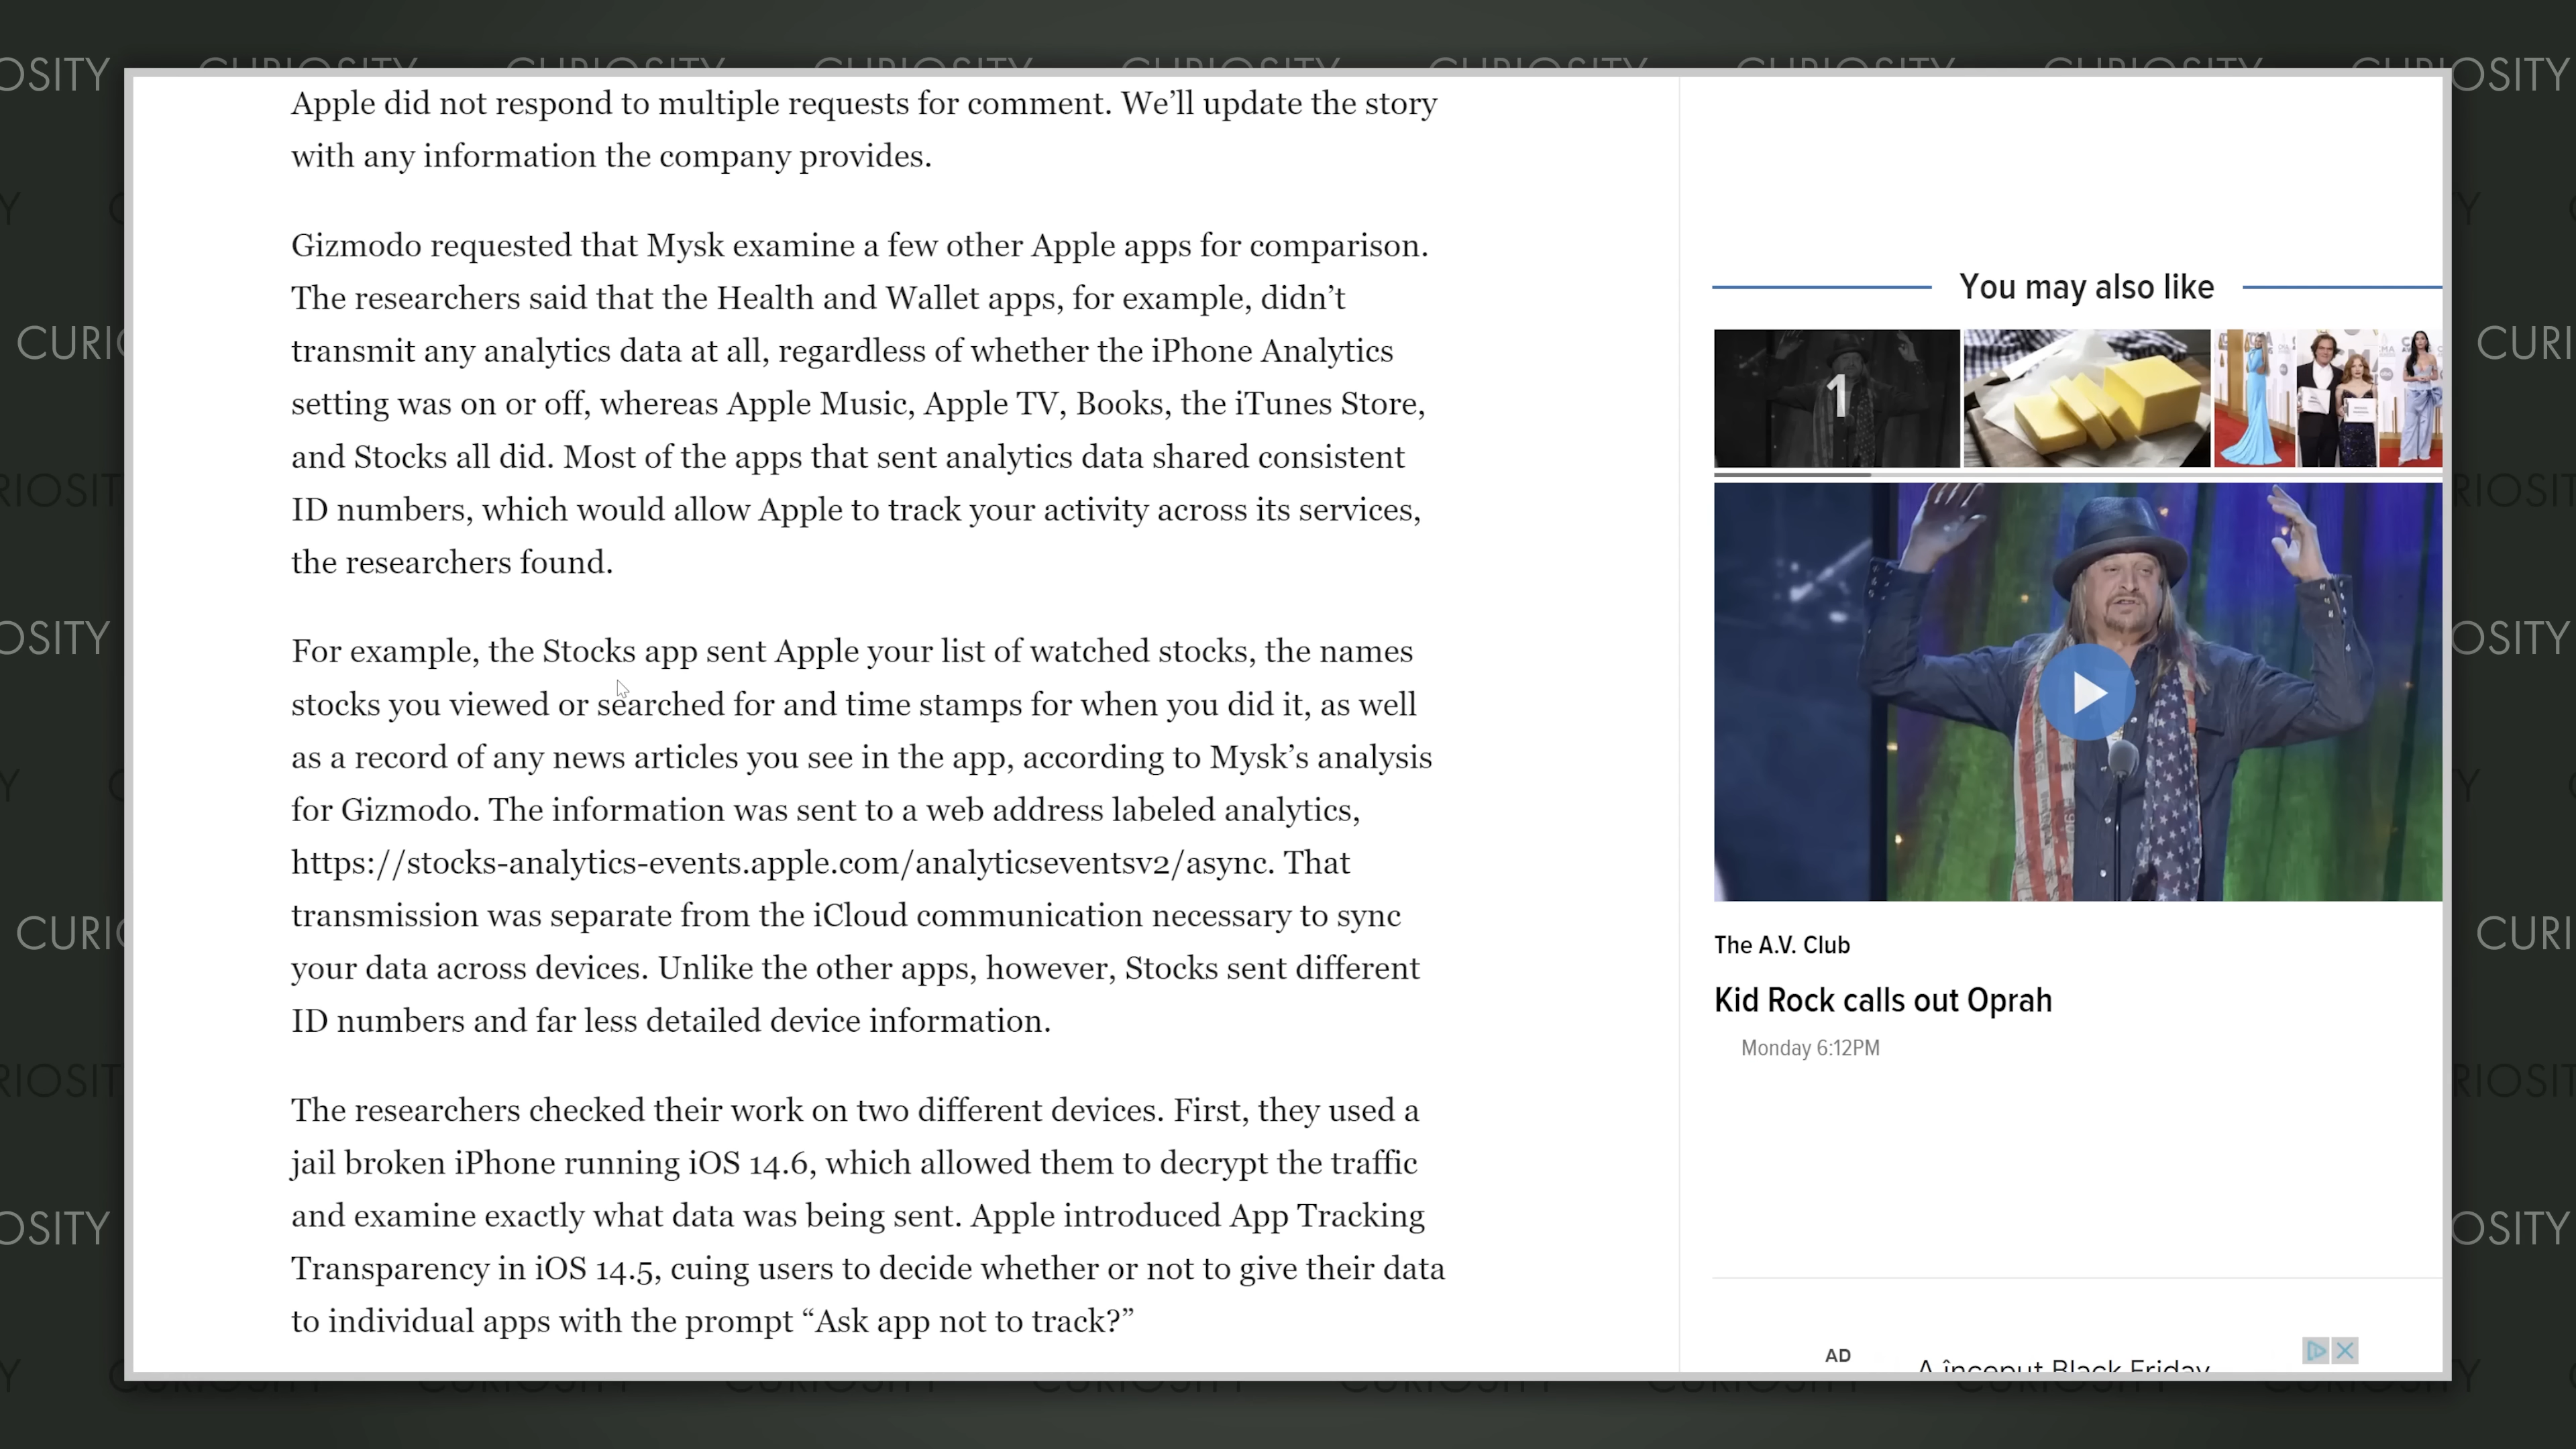 Apple did not respond to multiple requests for comment. We’ll update the story
with any information the company provides.
Gizmodo requested that Mysk examine a few other Apple apps for comparison.
The researchers said that the Health and Wallet apps, for example, didn’t
transmit any analytics data at all, regardless of whether the iPhone Analytics
setting was on or off, whereas Apple Music, Apple TV, Books, the iTunes Store,
and Stocks all did. Most of the apps that sent analytics data shared consistent
ID numbers, which would allow Apple to track your activity across its services,
the researchers found.
For example, the Stocks app sent Apple your list of watched stocks, the names
stocks you viewed or searched for and time stamps for when you did it, as well
as a record of any news articles you see in the app, according to Mysk’s analysis
for Gizmodo. The information was sent to a web address labeled analytics,
https://stocks-analytics-events.apple.com/analyticseventsv2/async. That
transmission was separate from the iCloud communication necessary to sync
your data across devices. Unlike the other apps, however, Stocks sent different
ID numbers and far less detailed device information.
The researchers checked their work on two different devices. First, they used a
jail broken iPhone running iOS 14.6, which allowed them to decrypt the traffic
and examine exactly what data was being sent. Apple introduced App Tracking
Transparency in iOS 14.5, cuing users to decide whether or not to give their data
to individual apps with the prompt “Ask app not to track?”
You may also like
1
The A.V. Club
Kid Rock calls out Oprah
Monday 6:12PM
AD
A început Black Friday